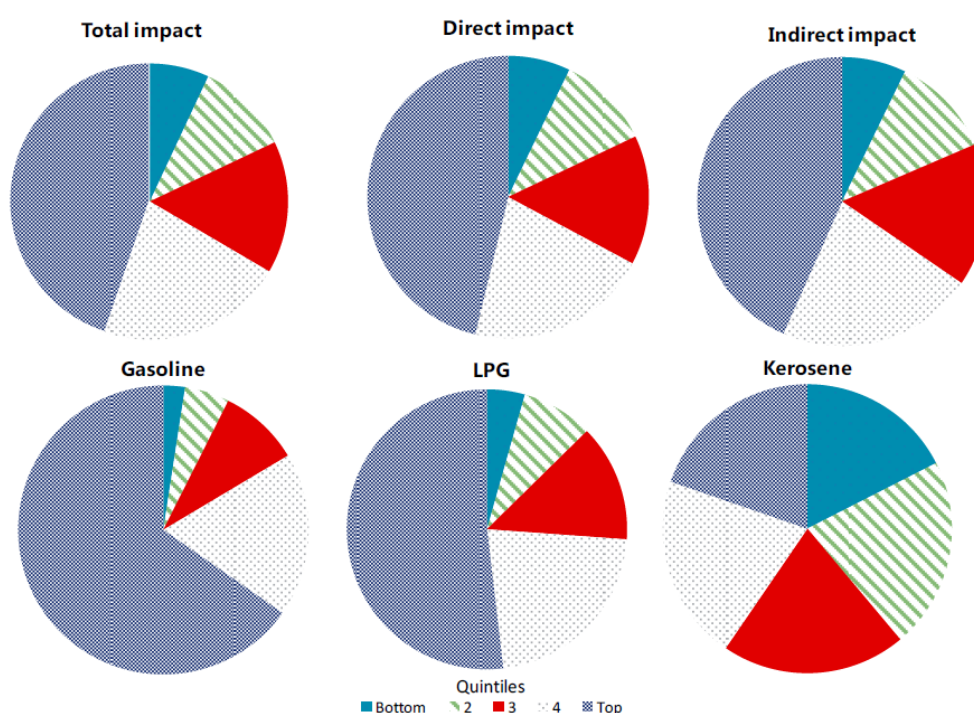 Total impact
Direct impact
Indirect impact
Gasoline
LPG
Kerosene
Quintiles
Bottom 2 3 4 Top